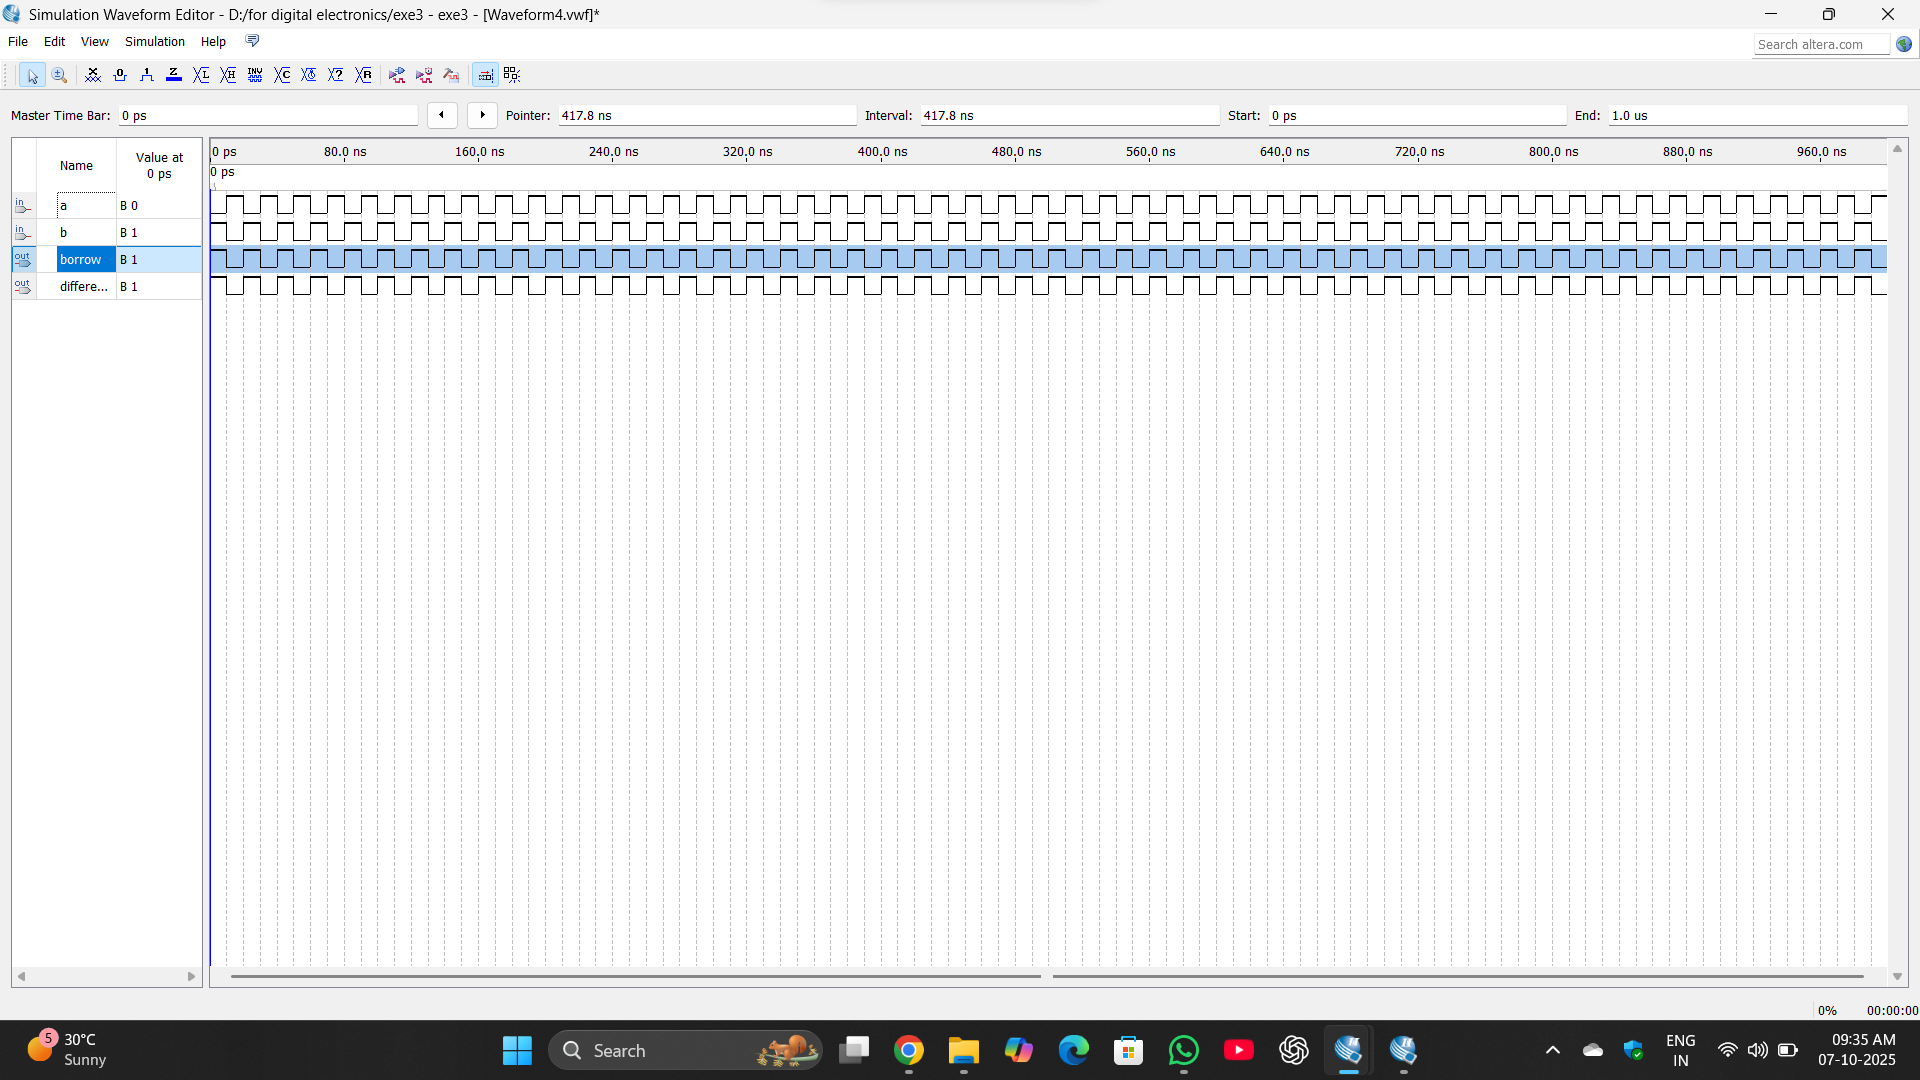 Simulation Waveform Editor - D:/for digital electronics/exe3 - exe3 - [Waveform4.vwf]*
File Edit View Simulation Help
Search altera.com
Master Time Bar: 0 ps Pointer: 417.8 ns Interval: 417.8 ns Start: 0 ps End: 1.0 us
Name Value at 0 ps
0 ps 80.0 ns 160.0 ns 240.0 ns 320.0 ns 400.0 ns 480.0 ns 560.0 ns 640.0 ns 720.0 ns 800.0 ns 880.0 ns 960.0 ns
0 ps
in a B 0
in b B 1
out borrow B 1
out differe... B 1
0% 00:00:00
5 30°C
Sunny
Search
ENG
IN
09:35 AM
07-10-2025